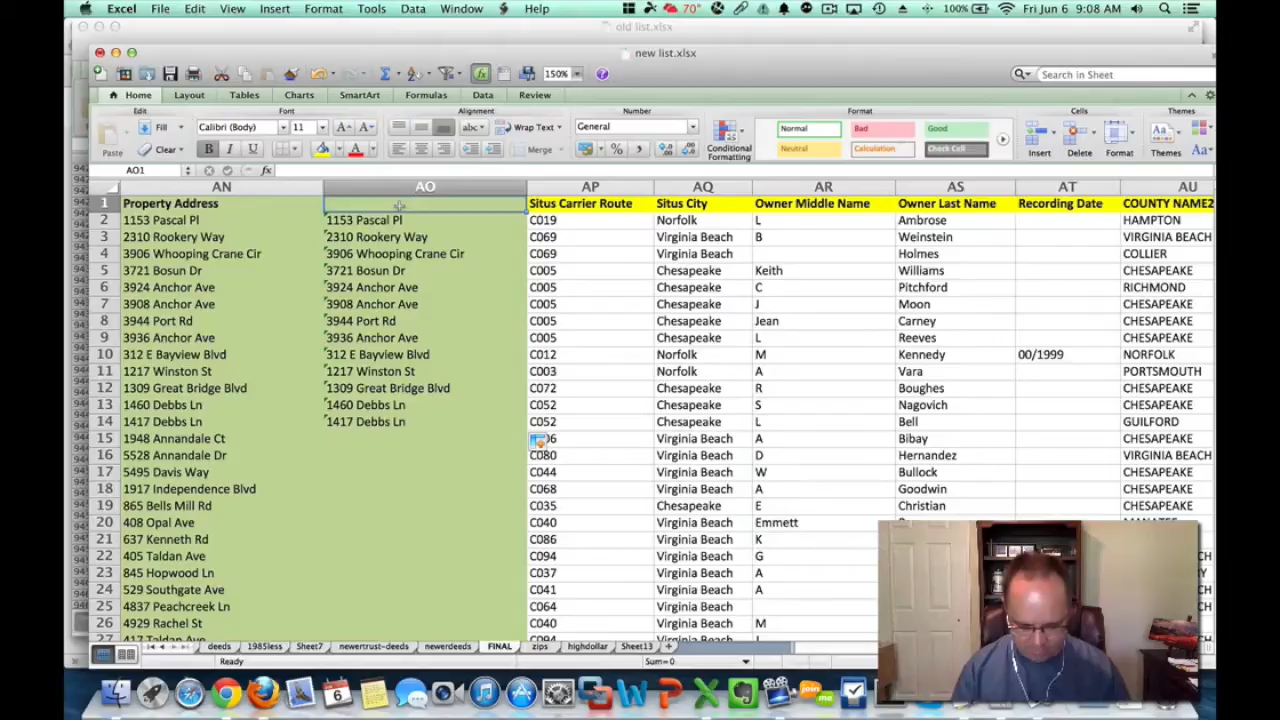 Excel File Edit View Insert Format Tools Data Window Help 70° 100% Fri Jun 6 9:08 AM
old list.xlsx
new list.xlsx
150% Search in Sheet
Home Layout Tables Charts SmartArt Formulas Data Review
Edit Font Alignment Number Format Cells Themes
Fill Calibri (Body) 11 A A abc Wrap Text General Normal Bad Good
Paste Clear B I U A Merge % Conditional Formatting Neutral Calculation Check Cell Insert Delete Format Themes Aa
AO1 fx
AN AO AP AQ AR AS AT AU
1 Property Address Situs Carrier Route Situs City Owner Middle Name Owner Last Name Recording Date COUNTY NAME2
2 1153 Pascal Pl 1153 Pascal Pl C019 Norfolk L Ambrose HAMPTON
3 2310 Rookery Way 2310 Rookery Way C069 Virginia Beach B Weinstein VIRGINIA BEACH
4 3906 Whooping Crane Cir 3906 Whooping Crane Cir C069 Virginia Beach Holmes COLLIER
5 3721 Bosun Dr 3721 Bosun Dr C005 Chesapeake Keith Williams CHESAPEAKE
6 3924 Anchor Ave 3924 Anchor Ave C005 Chesapeake C Pitchford RICHMOND
7 3908 Anchor Ave 3908 Anchor Ave C005 Chesapeake J Moon CHESAPEAKE
8 3944 Port Rd 3944 Port Rd C005 Chesapeake Jean Carney CHESAPEAKE
9 3936 Anchor Ave 3936 Anchor Ave C005 Chesapeake L Reeves CHESAPEAKE
10 312 E Bayview Blvd 312 E Bayview Blvd C012 Norfolk M Kennedy 00/1999 NORFOLK
11 1217 Winston St 1217 Winston St C003 Norfolk A Vara PORTSMOUTH
12 1309 Great Bridge Blvd 1309 Great Bridge Blvd C072 Chesapeake R Boughes CHESAPEAKE
13 1460 Debbs Ln 1460 Debbs Ln C052 Chesapeake S Nagovich CHESAPEAKE
14 1417 Debbs Ln 1417 Debbs Ln C052 Chesapeake L Bell GUILFORD
15 1948 Annandale Ct 06 Virginia Beach A Bibay CHESAPEAKE
16 5528 Annandale Dr C080 Virginia Beach D Hernandez VIRGINIA BEACH
17 5495 Davis Way C044 Virginia Beach W Bullock CHESAPEAKE
18 1917 Independence Blvd C068 Virginia Beach A Goodwin CHESAPEAKE
19 865 Bells Mill Rd C035 Chesapeake E Christian CHESAPEAKE
20 408 Opal Ave C040 Virginia Beach Emmett
21 637 Kenneth Rd C086 Virginia Beach K
22 405 Taldan Ave C094 Virginia Beach G
23 845 Hopwood Ln C037 Virginia Beach A
24 529 Southgate Ave C041 Virginia Beach A
25 4837 Peachcreek Ln C064 Virginia Beach
26 4929 Rachel St C040 Virginia Beach M
27 417 Taldan Ave C094 Virginia Beach
deeds 1985less Sheet7 newertrust-deeds newerdeeds FINAL zips highdollar Sheet13
Ready Sum=0